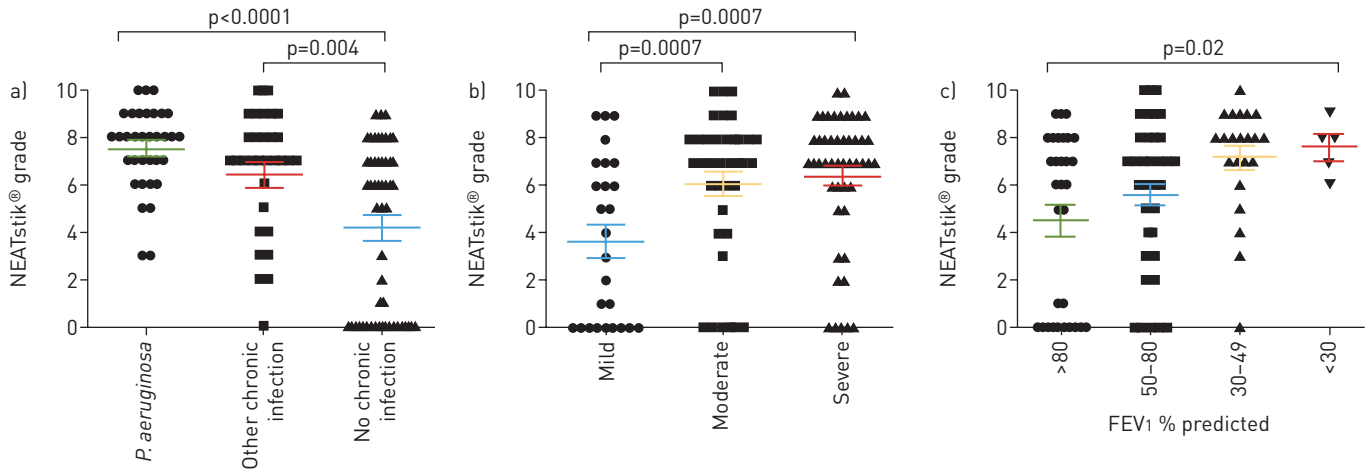 a)
p<0.0001
p=0.004
NEATstik® grade
10
8
6
4
2
0
P. aeruginosa
Other chronic
infection
No chronic
infection
b)
p=0.0007
p=0.0007
NEATstik® grade
10
8
6
4
2
0
Mild
Moderate
Severe
c)
p=0.02
NEATstik® grade
10
8
6
4
2
0
>80
50–80
30–49
<30
FEV1 % predicted